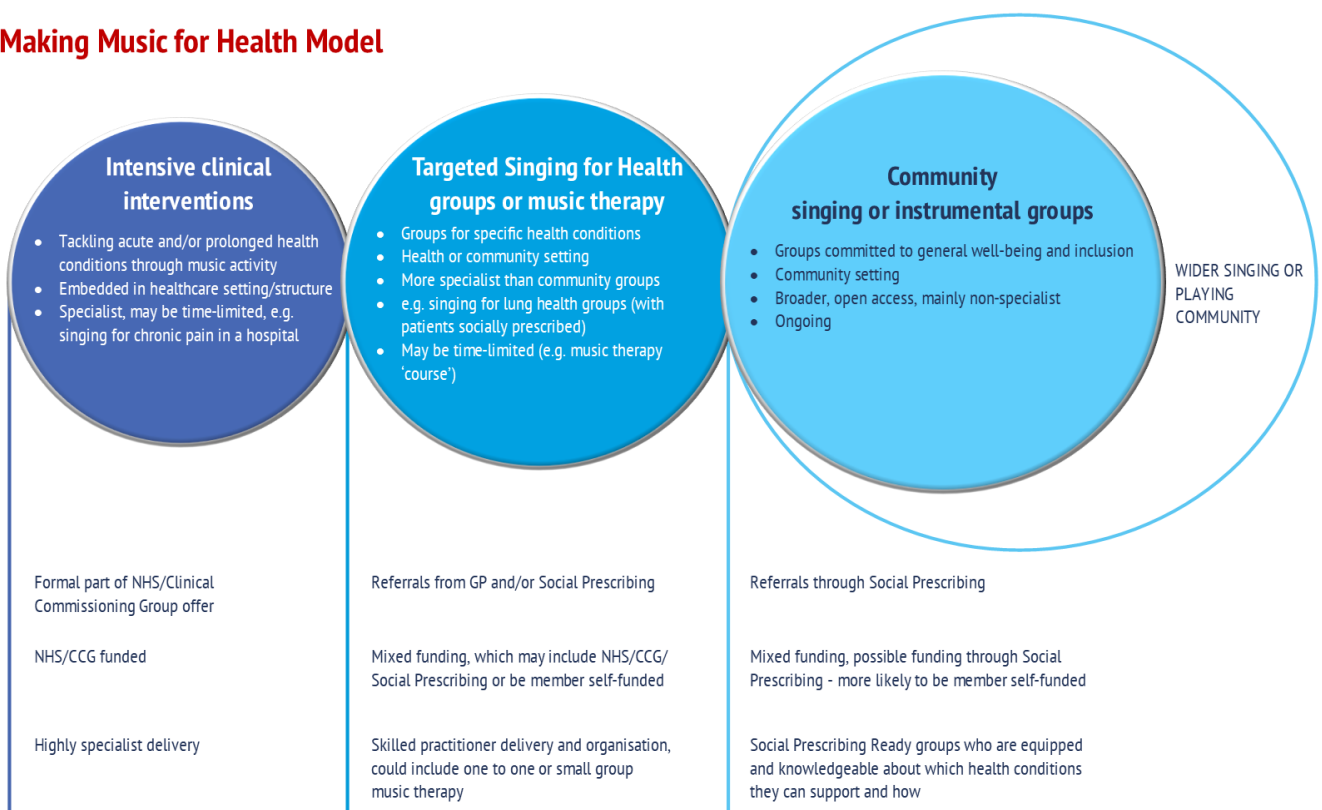 Making Music for Health Model
Intensive clinical
interventions
• Tackling acute and/or prolonged health
conditions through music activity
• Embedded in healthcare setting/structure
• Specialist, may be time-limited, e.g.
singing for chronic pain in a hospital
Targeted Singing for Health
groups or music therapy
• Groups for specific health conditions
• Health or community setting
• More specialist than community groups
• e.g. singing for lung health groups (with
patients socially prescribed)
• May be time-limited (e.g. music therapy
‘course’)
Community
singing or instrumental groups
• Groups committed to general well-being and inclusion
• Community setting
• Broader, open access, mainly non-specialist
• Ongoing
WIDER SINGING OR
PLAYING
COMMUNITY
Formal part of NHS/Clinical
Commissioning Group offer
Referrals from GP and/or Social Prescribing
Referrals through Social Prescribing
NHS/CCG funded
Mixed funding, which may include NHS/CCG/
Social Prescribing or be member self-funded
Mixed funding, possible funding through Social
Prescribing - more likely to be member self-funded
Highly specialist delivery
Skilled practitioner delivery and organisation,
could include one to one or small group
music therapy
Social Prescribing Ready groups who are equipped
and knowledgeable about which health conditions
they can support and how